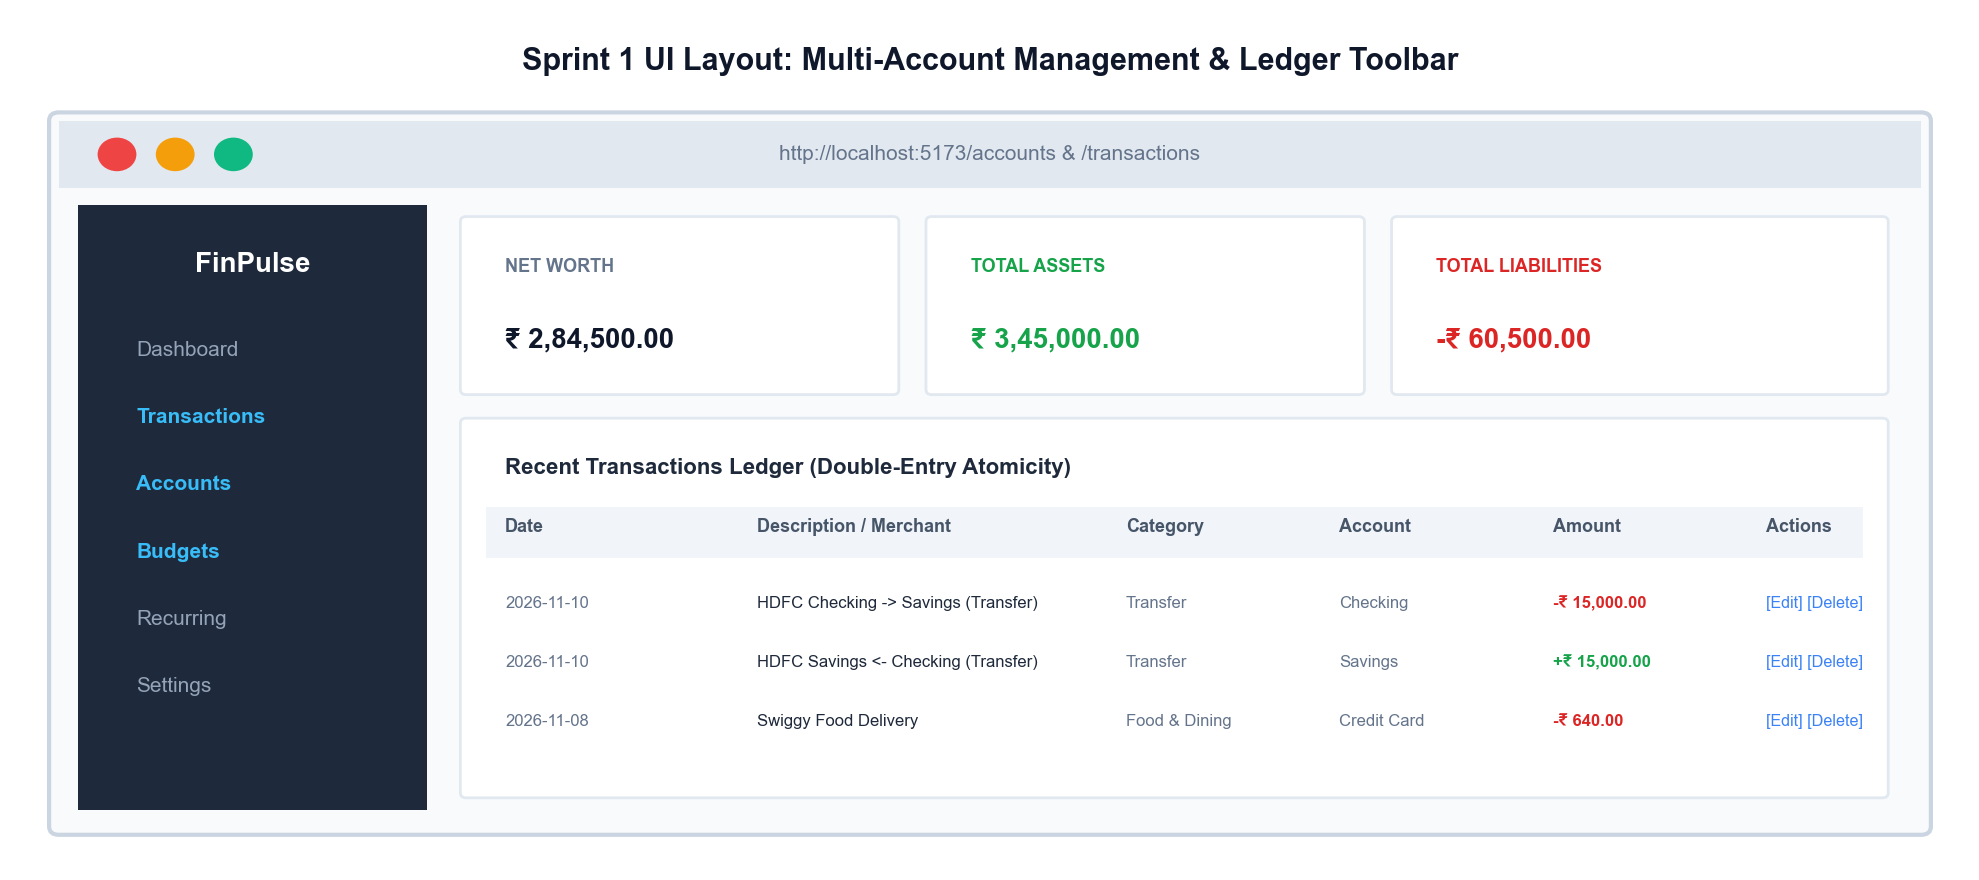 Sprint 1 UI Layout: Multi-Account Management & Ledger Toolbar
http://localhost:5173/accounts & /transactions
FinPulse
Dashboard
Transactions
Accounts
Budgets
Recurring
Settings
NET WORTH
₹ 2,84,500.00
TOTAL ASSETS
₹ 3,45,000.00
TOTAL LIABILITIES
-₹ 60,500.00
Recent Transactions Ledger (Double-Entry Atomicity)
Date Description / Merchant Category Account Amount Actions
2026-11-10 HDFC Checking -> Savings (Transfer) Transfer Checking -₹ 15,000.00 [Edit] [Delete]
2026-11-10 HDFC Savings <- Checking (Transfer) Transfer Savings +₹ 15,000.00 [Edit] [Delete]
2026-11-08 Swiggy Food Delivery Food & Dining Credit Card -₹ 640.00 [Edit] [Delete]